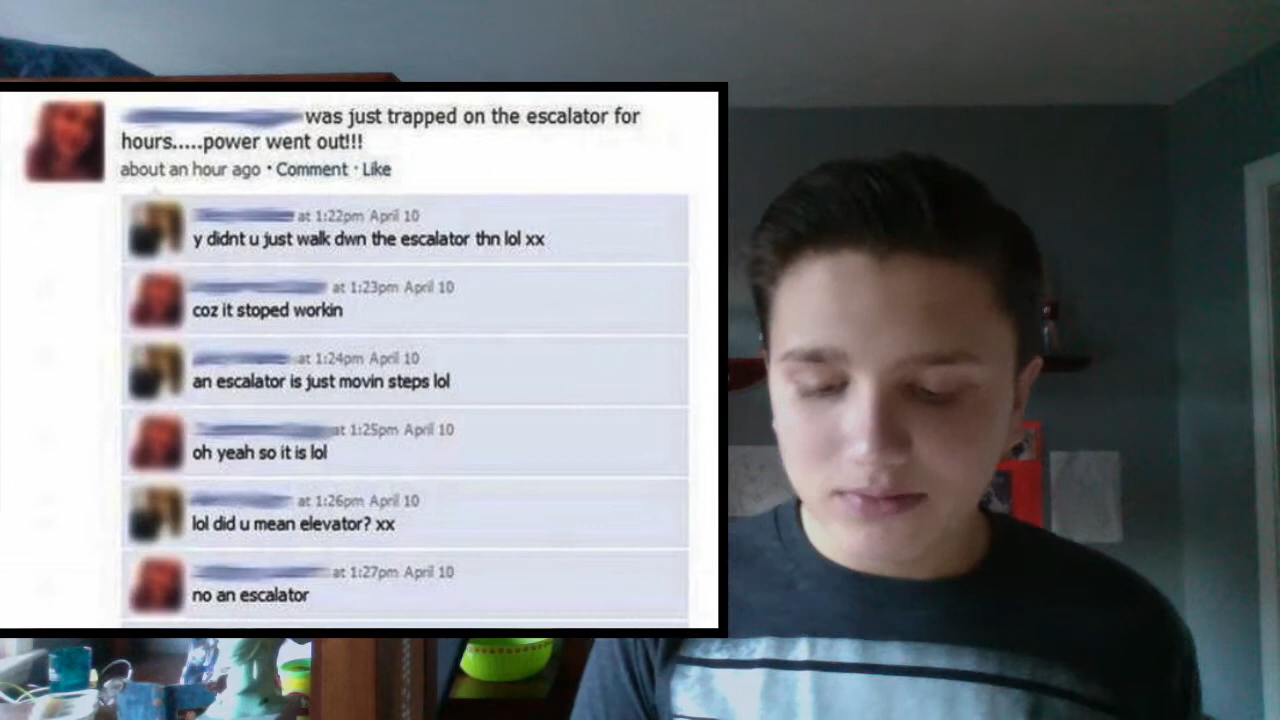 was just trapped on the escalator for
hours.....power went out!!!
about an hour ago · Comment · Like
at 1:22pm April 10
y didnt u just walk dwn the escalator thn lol xx
at 1:23pm April 10
coz it stoped workin
at 1:24pm April 10
an escalator is just movin steps lol
at 1:25pm April 10
oh yeah so it is lol
at 1:26pm April 10
lol did u mean elevator? xx
at 1:27pm April 10
no an escalator